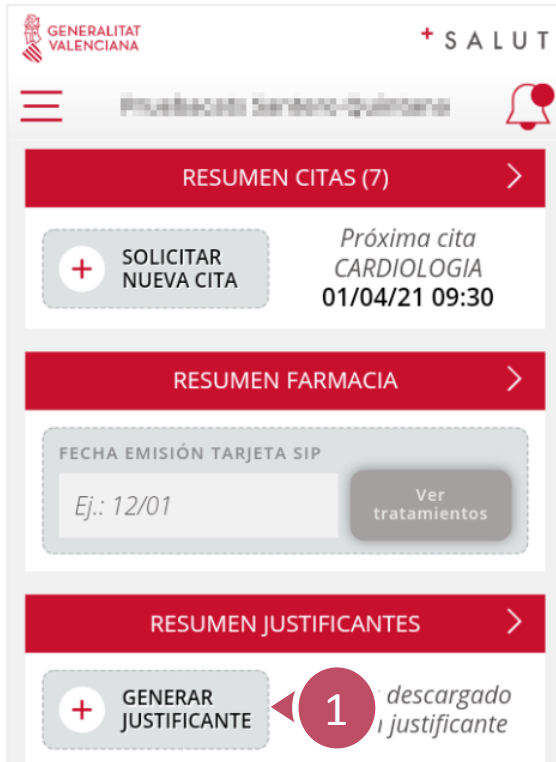 GENERALITAT
VALENCIANA
+ SALUT
RESUMEN CITAS (7)
SOLICITAR
NUEVA CITA
Próxima cita
CARDIOLOGIA
01/04/21 09:30
RESUMEN FARMACIA
FECHA EMISIÓN TARJETA SIP
Ej.: 12/01
Ver
tratamientos
RESUMEN JUSTIFICANTES
GENERAR
JUSTIFICANTE
1
descargado
justificante